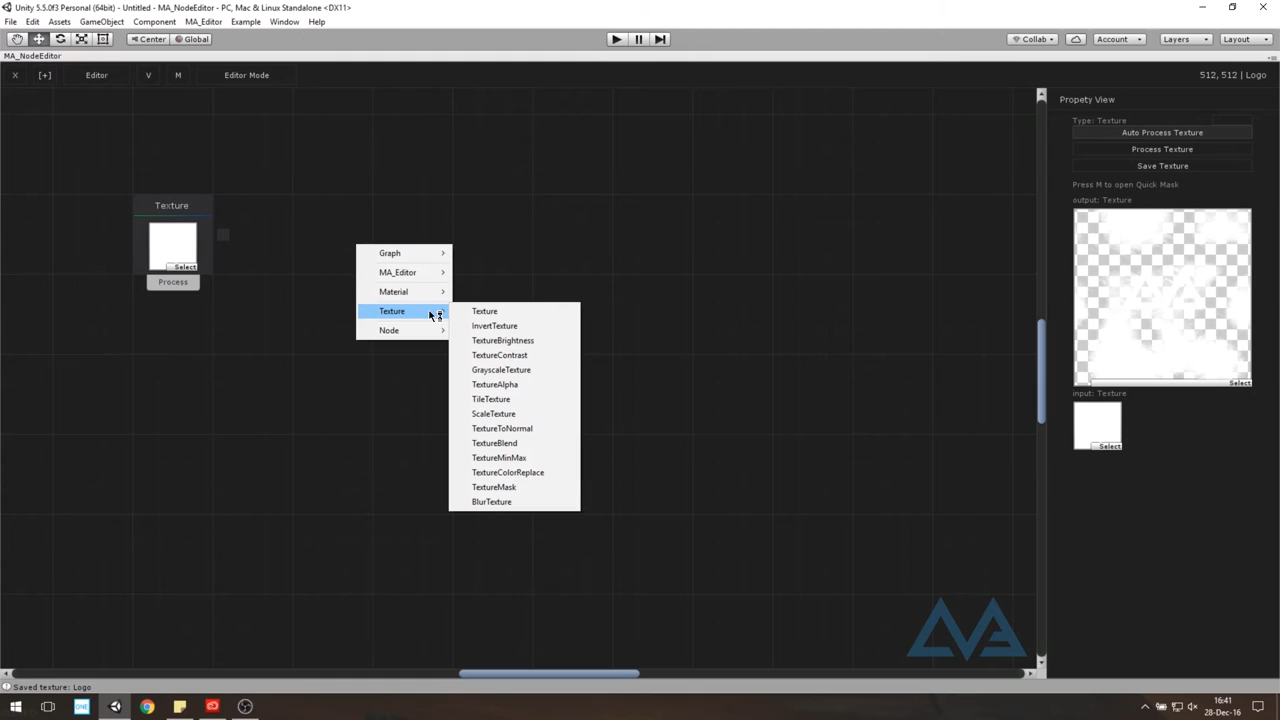 Unity 5.5.0f3 Personal (64bit) - Untitled - MA_NodeEditor - PC, Mac & Linux Standalone <DX11>
File Edit Assets GameObject Component MA_Editor Example Window Help
Center Global Collab Account Layers Layout
MA_NodeEditor
X [+] Editor V M Editor Mode 512, 512 | Logo
Propety View
Type: Texture
Auto Process Texture
Process Texture
Save Texture
Press M to open Quick Mask
output: Texture
Select
input: Texture
Select
Texture
Select
Process
Graph
MA_Editor
Material
Texture
Node
Texture
InvertTexture
TextureBrightness
TextureContrast
GrayscaleTexture
TextureAlpha
TileTexture
ScaleTexture
TextureToNormal
TextureBlend
TextureMinMax
TextureColorReplace
TextureMask
BlurTexture
Saved texture: Logo
16:41
28-Dec-16